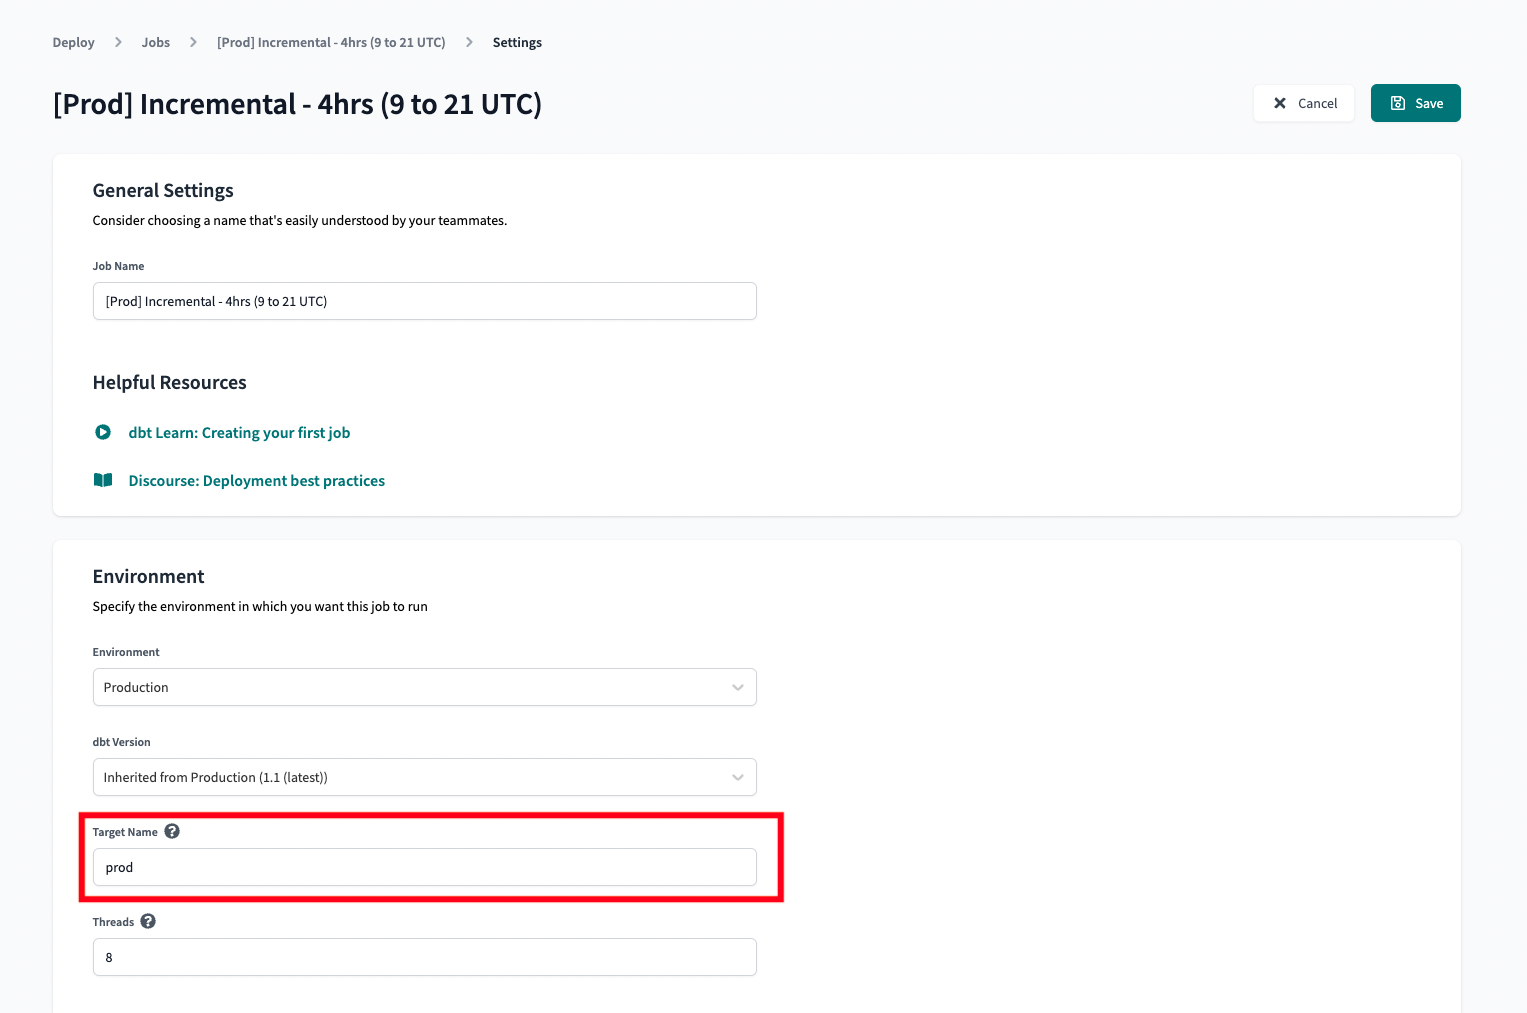 Deploy > Jobs > [Prod] Incremental - 4hrs (9 to 21 UTC) > Settings
[Prod] Incremental - 4hrs (9 to 21 UTC)
Cancel
Save
General Settings
Consider choosing a name that's easily understood by your teammates.
Job Name
[Prod] Incremental - 4hrs (9 to 21 UTC)
Helpful Resources
dbt Learn: Creating your first job
Discourse: Deployment best practices
Environment
Specify the environment in which you want this job to run
Environment
Production
dbt Version
Inherited from Production (1.1 (latest))
Target Name ?
prod
Threads ?
8